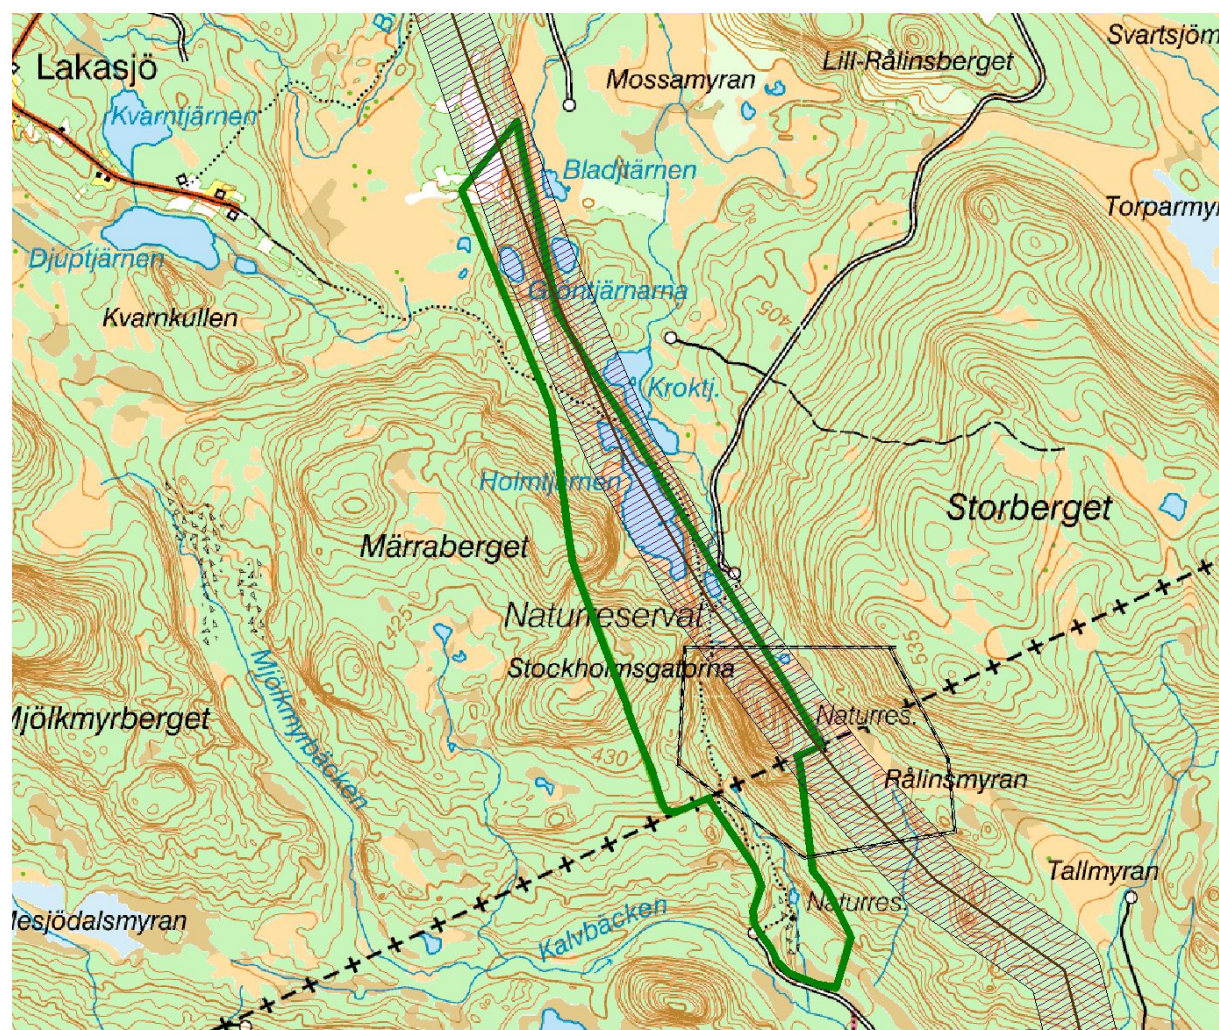 Svartsjöm
Lakasjö
Lill-Rålinsberget
Mossamyran
Kvarntjärnen
Bladjtärnen
Torparmyr
Djuptjärnen
Gröntjärnarna
Kvarnkullen
405
Kroktj.
Holmtjärnen
Storberget
Märraberget
Naturreservat
425
535
Stockholmsgatorna
Mjölkmyrberget
Naturres.
Mjölkmyrbäcken
430
Rålinsmyran
Tallmyran
Naturres.
Mesjödalsmyran
Kalvbäcken